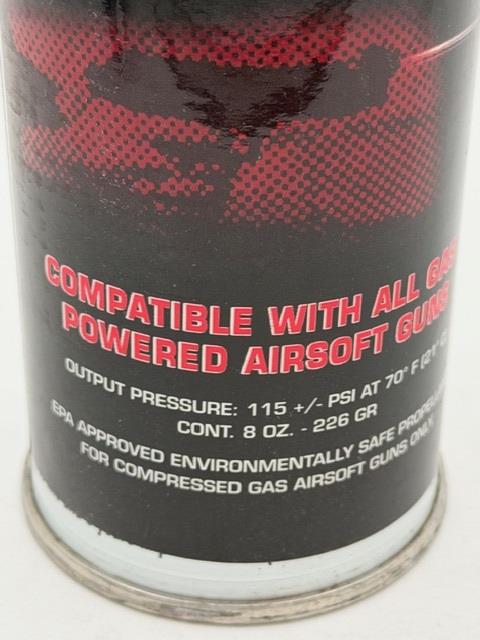 COMPATIBLE WITH ALL GAS
POWERED AIRSOFT GUNS
OUTPUT PRESSURE: 115 +/- PSI AT 70° F (21°
CONT. 8 OZ. - 226 GR
EPA APPROVED ENVIRONMENTALLY SAFE
FOR COMPRESSED GAS AIRSOFT GUNS ONLY.